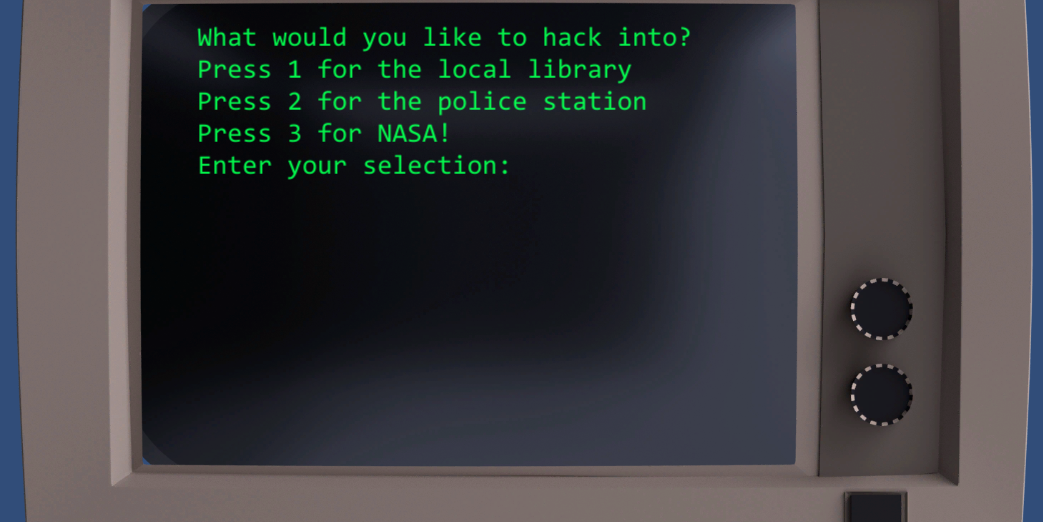 What would you like to hack into?
Press 1 for the local library
Press 2 for the police station
Press 3 for NASA!
Enter your selection: